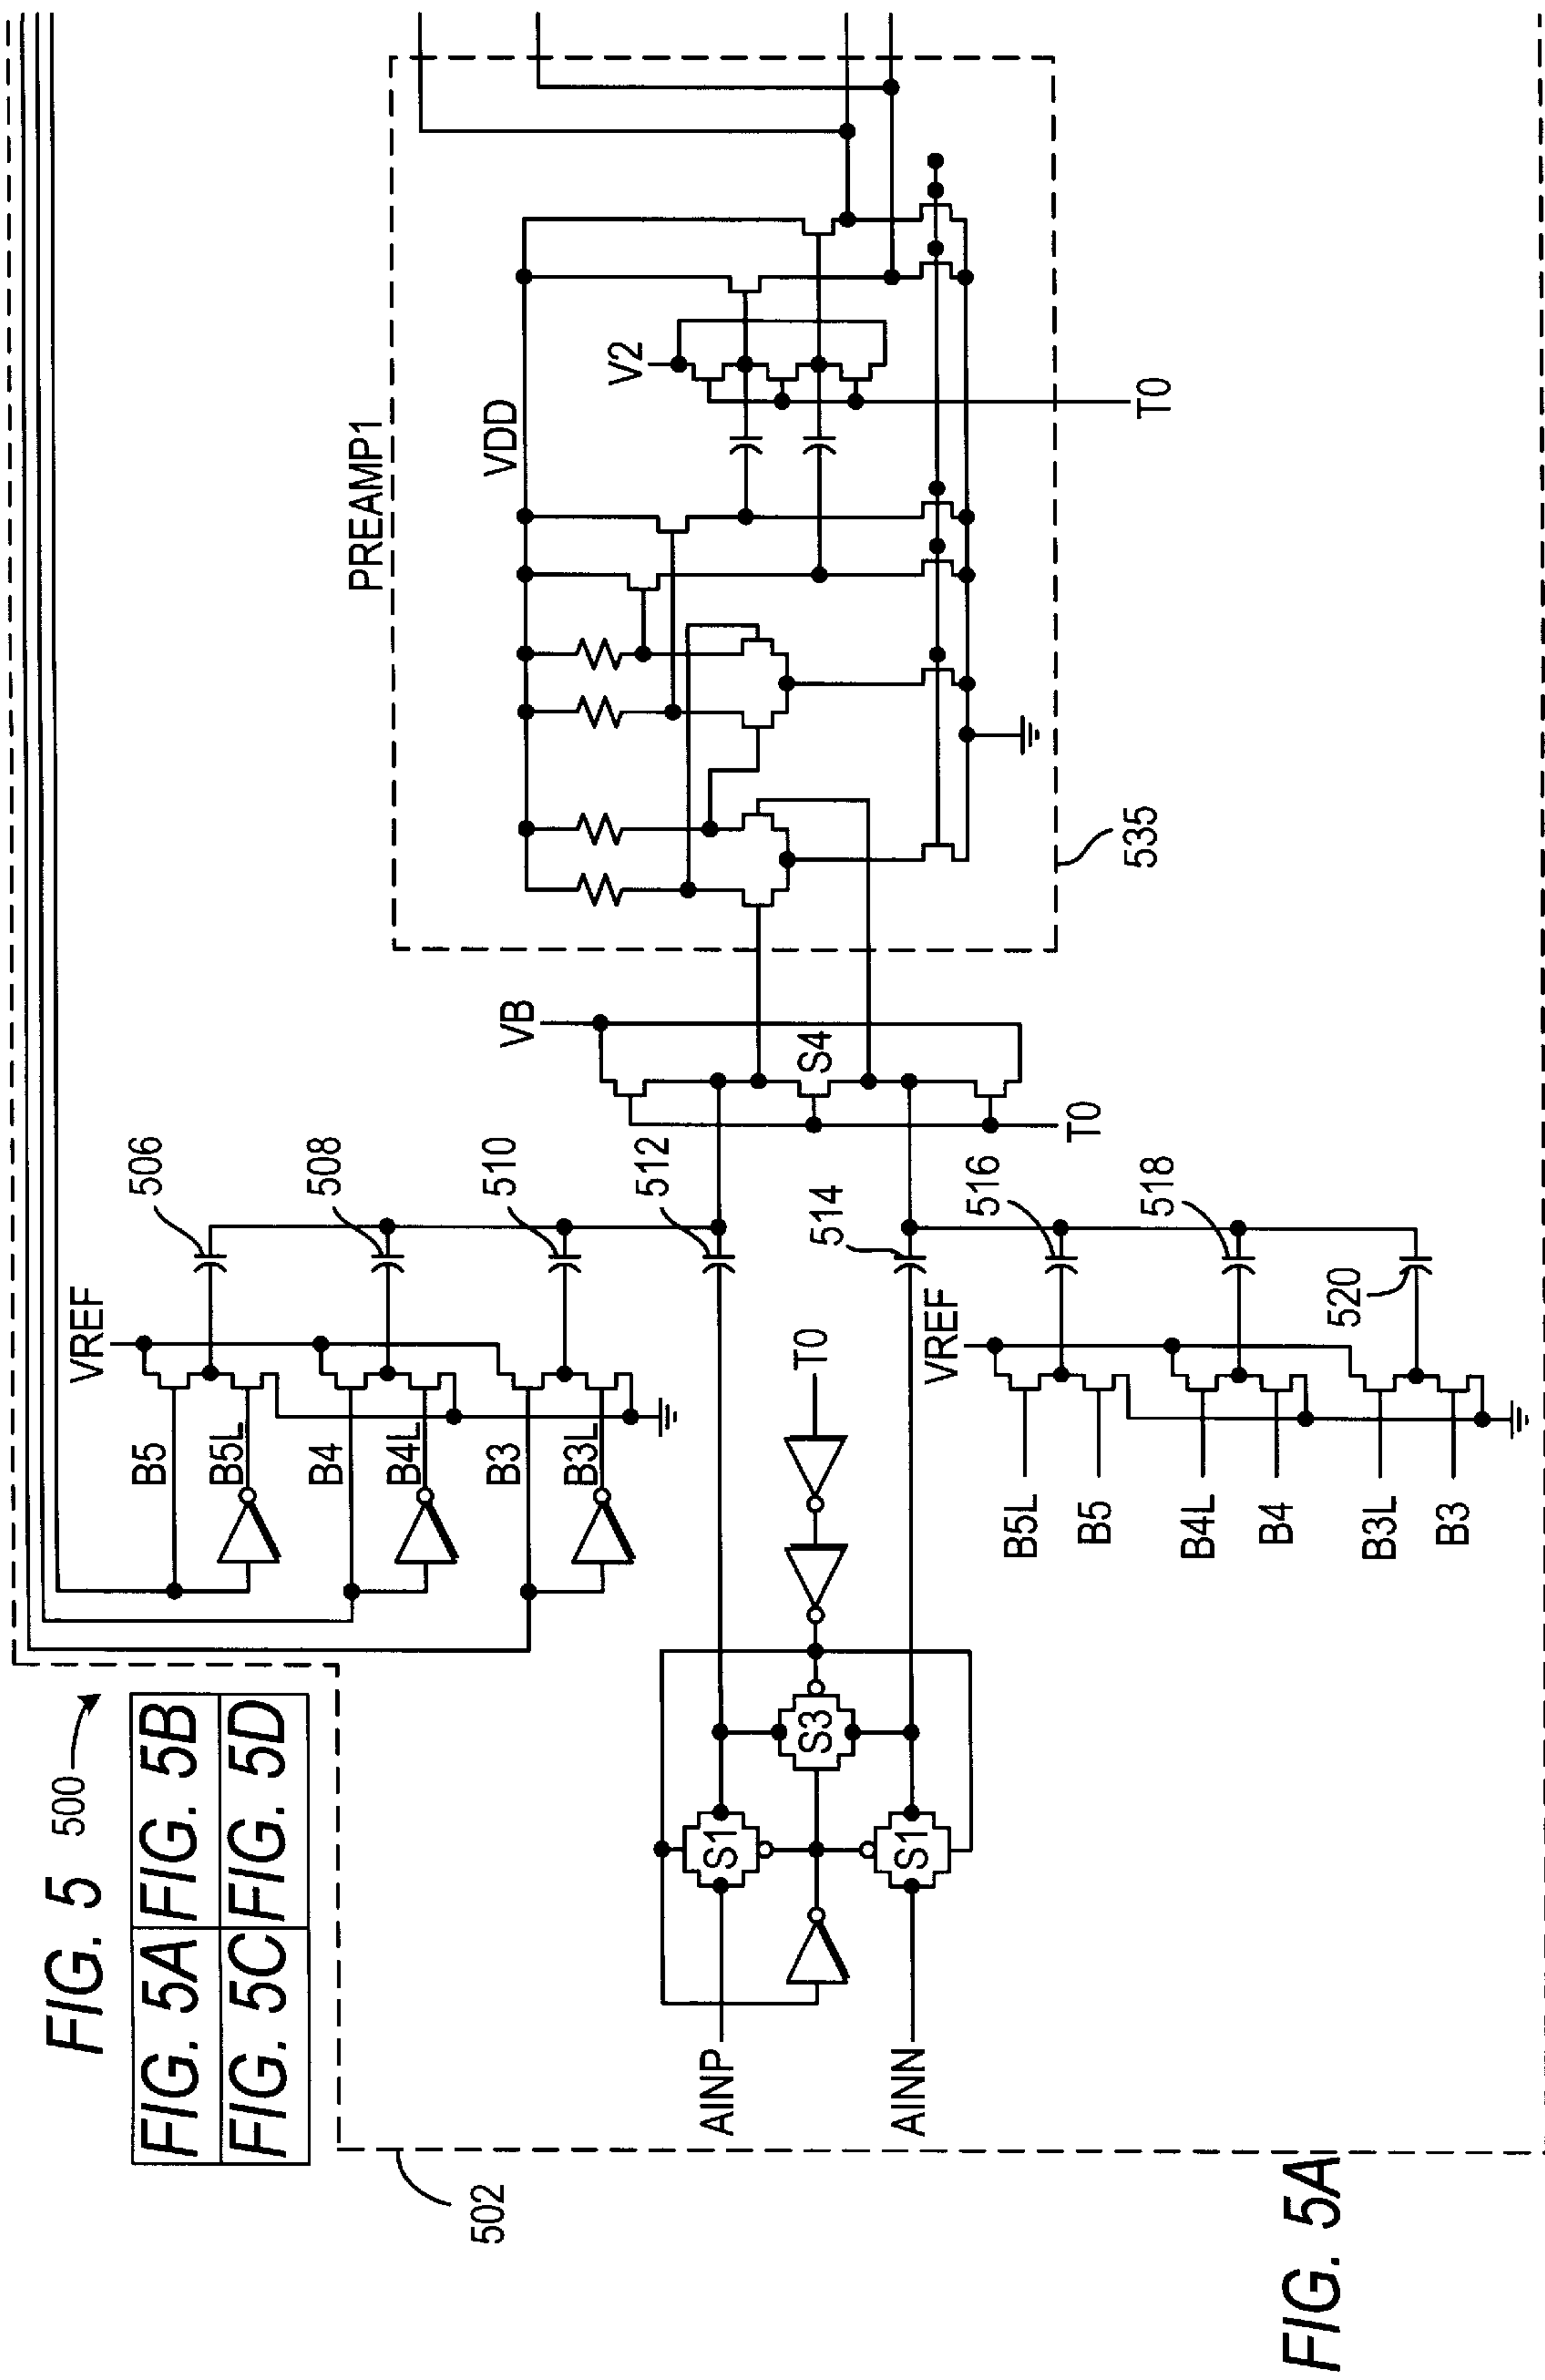 FIG. 5
500
FIG. 5A FIG. 5B
FIG. 5C FIG. 5D
502
VREF
B5
B5L
B4
B4L
B3
B3L
506
508
510
512
514
516
518
520
AINP
AINN
S1
S1
S3
T0
VREF
B5L
B5
B4L
B4
B3L
B3
VB
S4
T0
PREAMP1
VDD
V2
T0
535
FIG. 5A